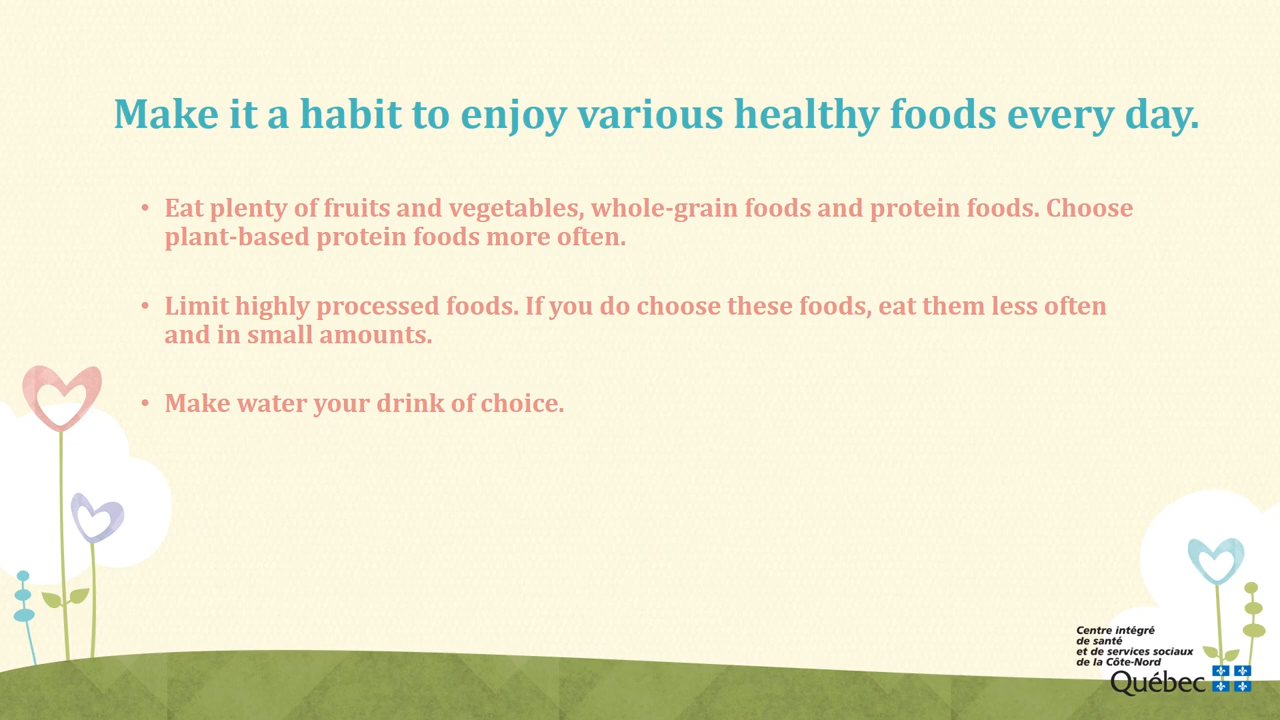 Make it a habit to enjoy various healthy foods every day.
• Eat plenty of fruits and vegetables, whole-grain foods and protein foods. Choose
plant-based protein foods more often.
• Limit highly processed foods. If you do choose these foods, eat them less often
and in small amounts.
• Make water your drink of choice.
Centre intégré
de santé
et de services sociaux
de la Côte-Nord
Québec